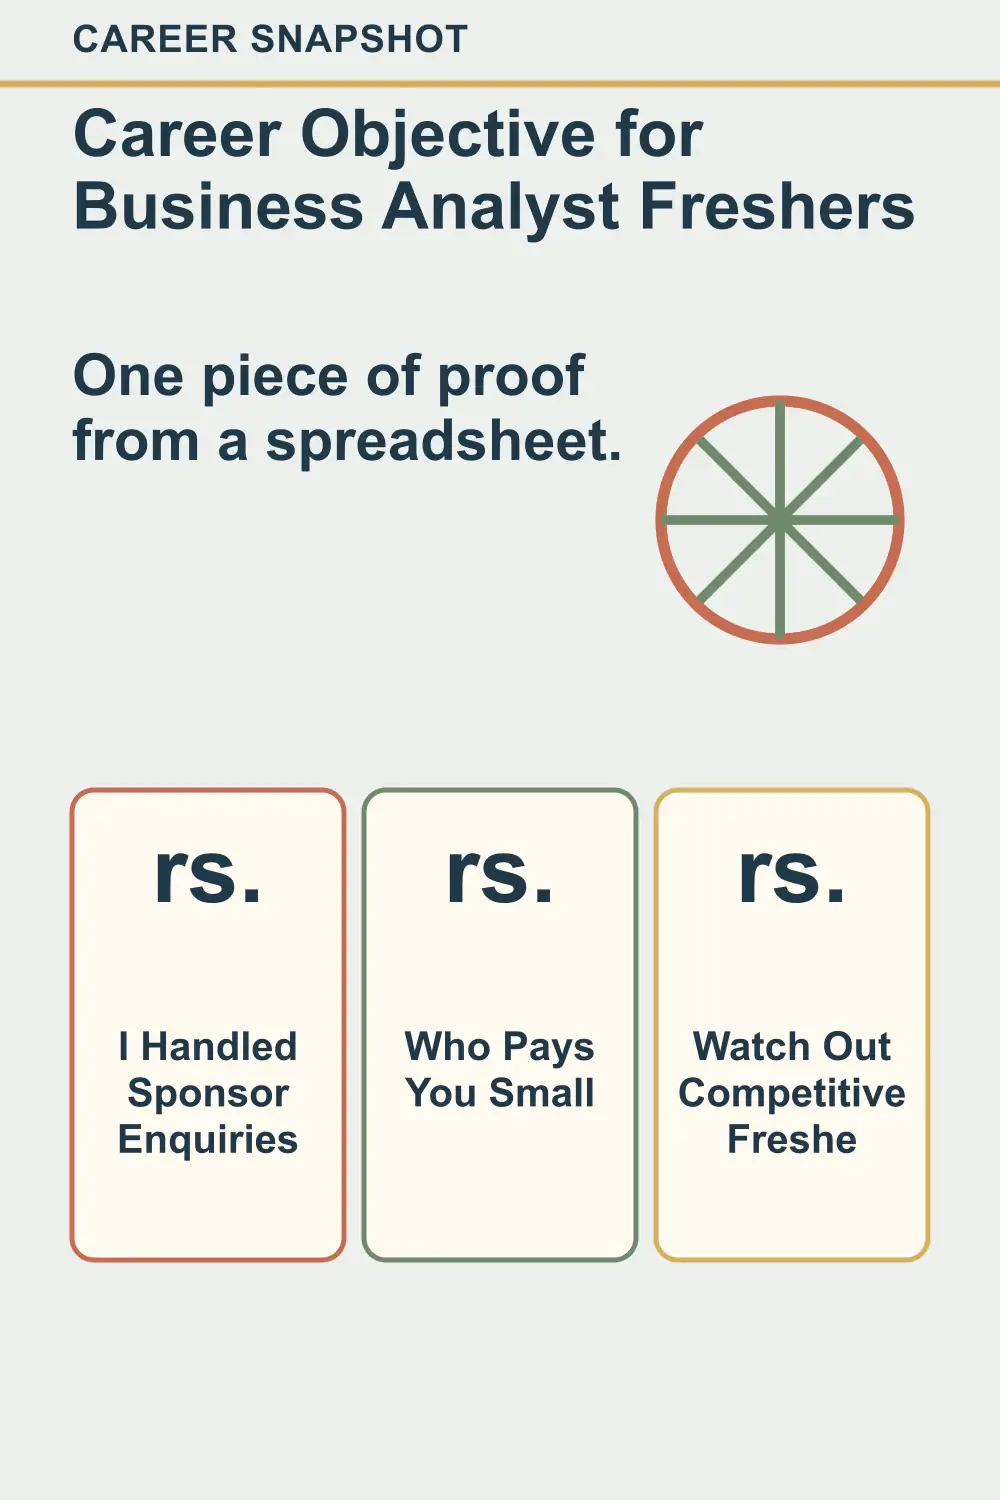 CAREER SNAPSHOT
Career Objective for
Business Analyst Freshers
One piece of proof
from a spreadsheet.
rs.
I Handled
Sponsor
Enquiries
rs.
Who Pays
You Small
rs.
Watch Out
Competitive
Freshe